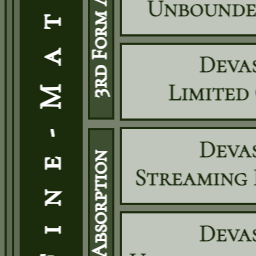 ine-Mat
3rd Form A
Absorption
Unbounde
Devas
Limited
Devas
Streaming
Devas